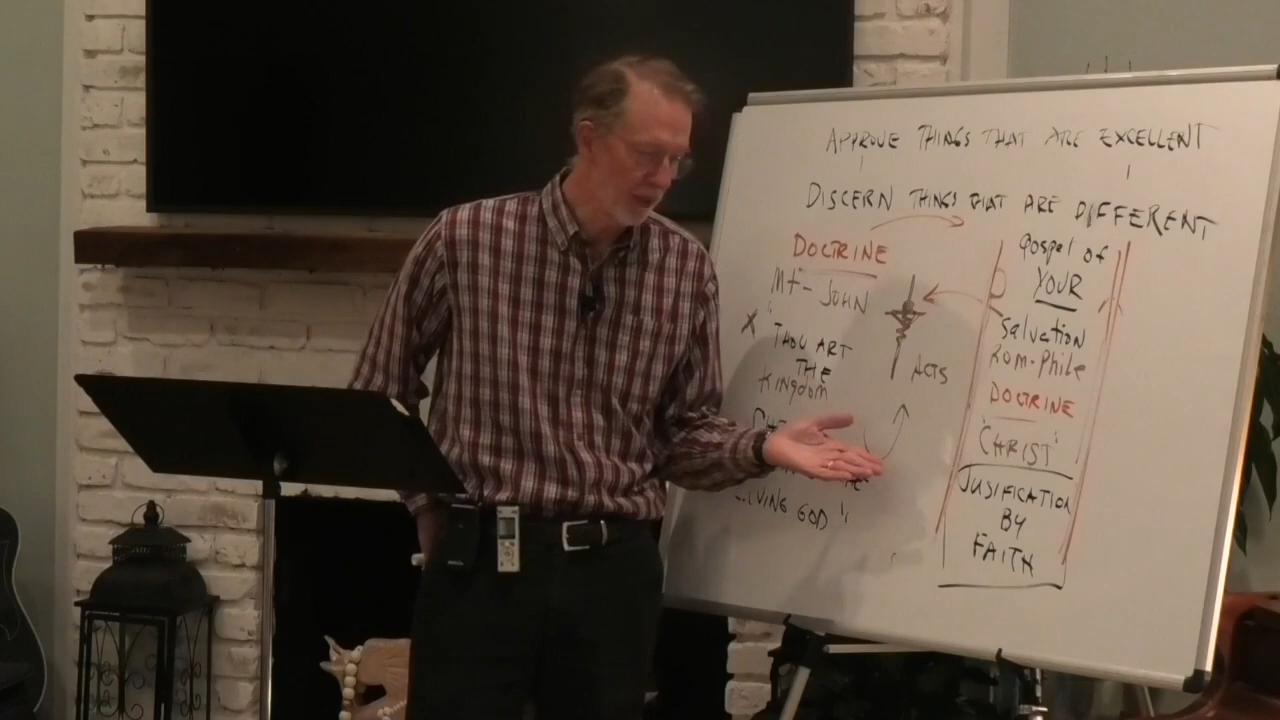 APPROVE THINGS THAT ARE EXCELLENT
DISCERN THINGS THAT ARE DIFFERENT
DOCTRINE
Mt - JOHN
X "THOU ART
THE
KINGDOM
LIVING GOD"
ACTS
Gospel of
YOUR
Salvation
ROM-Phile
DOCTRINE
'CHRIST'
JUSIFICATION
BY
FAITH